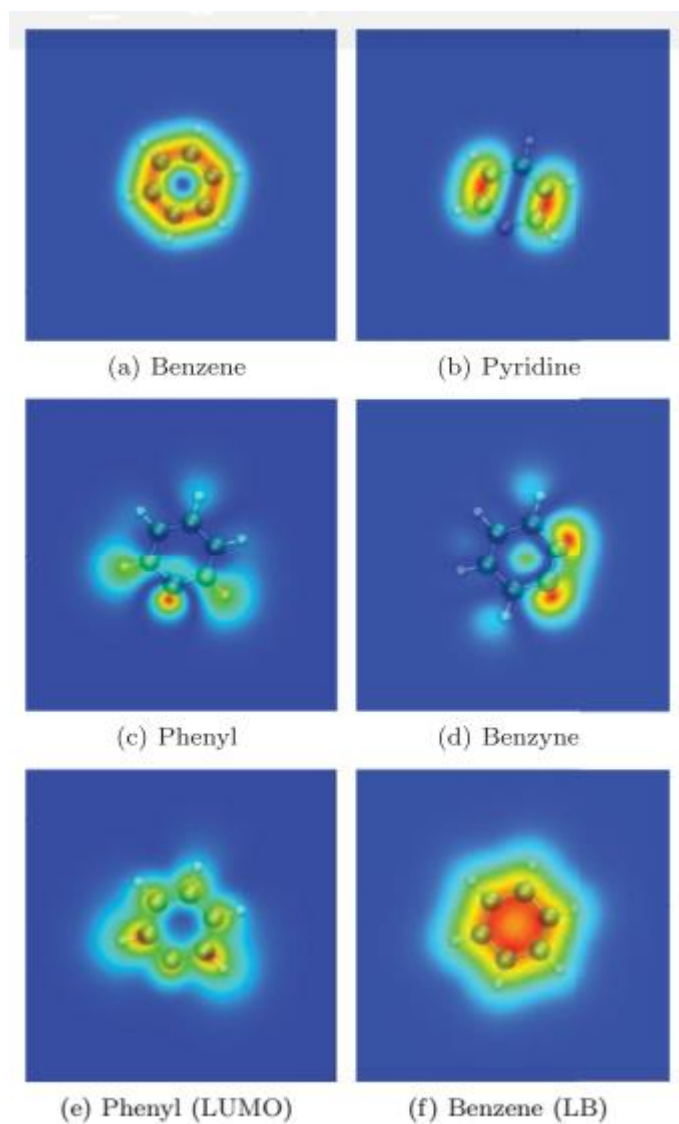 (a) Benzene
(b) Pyridine
(c) Phenyl
(d) Benzyne
(e) Phenyl (LUMO)
(f) Benzene (LB)